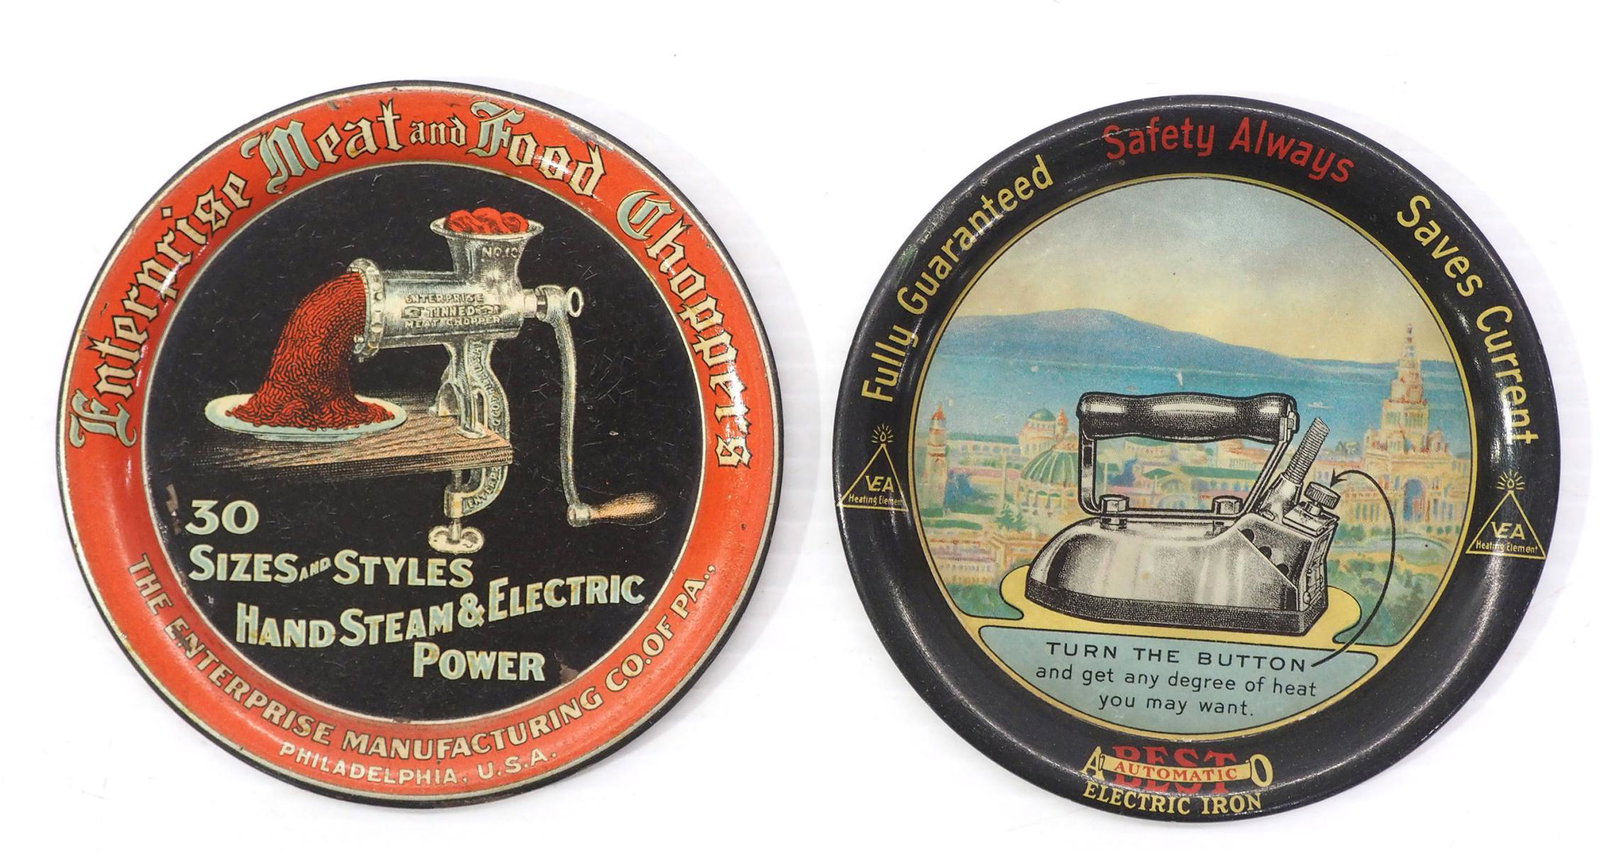 Enterprise Meat and Food Choppers
No. 10
ENTERPRISE
TINNED
MEAT CHOPPER
30
SIZES AND STYLES
HAND STEAM & ELECTRIC
POWER
THE ENTERPRISE MANUFACTURING CO. OF PA.,
PHILADELPHIA, U.S.A.
Fully Guaranteed
Safety Always
Saves Current
VEA
Heating Element
VEA
Heating Element
TURN THE BUTTON
and get any degree of heat
you may want.
A BEST O
AUTOMATIC
ELECTRIC IRON